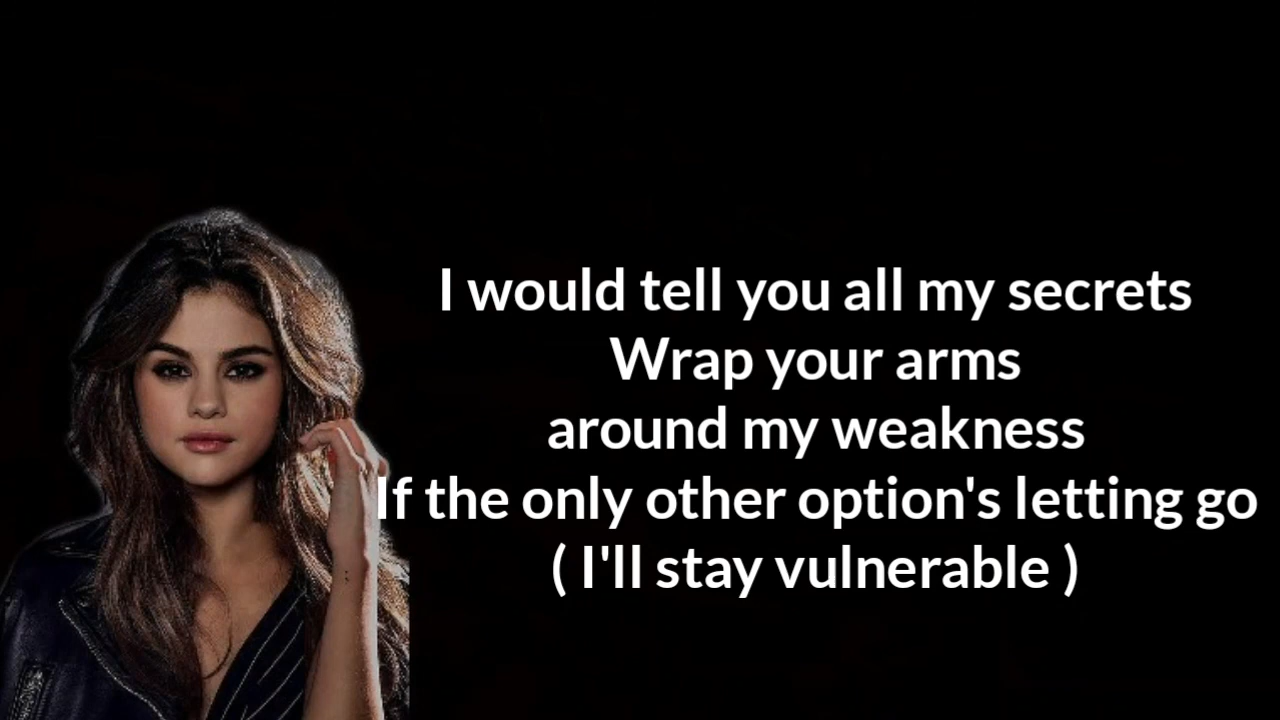 I would tell you all my secrets
Wrap your arms
around my weakness
If the only other option's letting go
( I'll stay vulnerable )